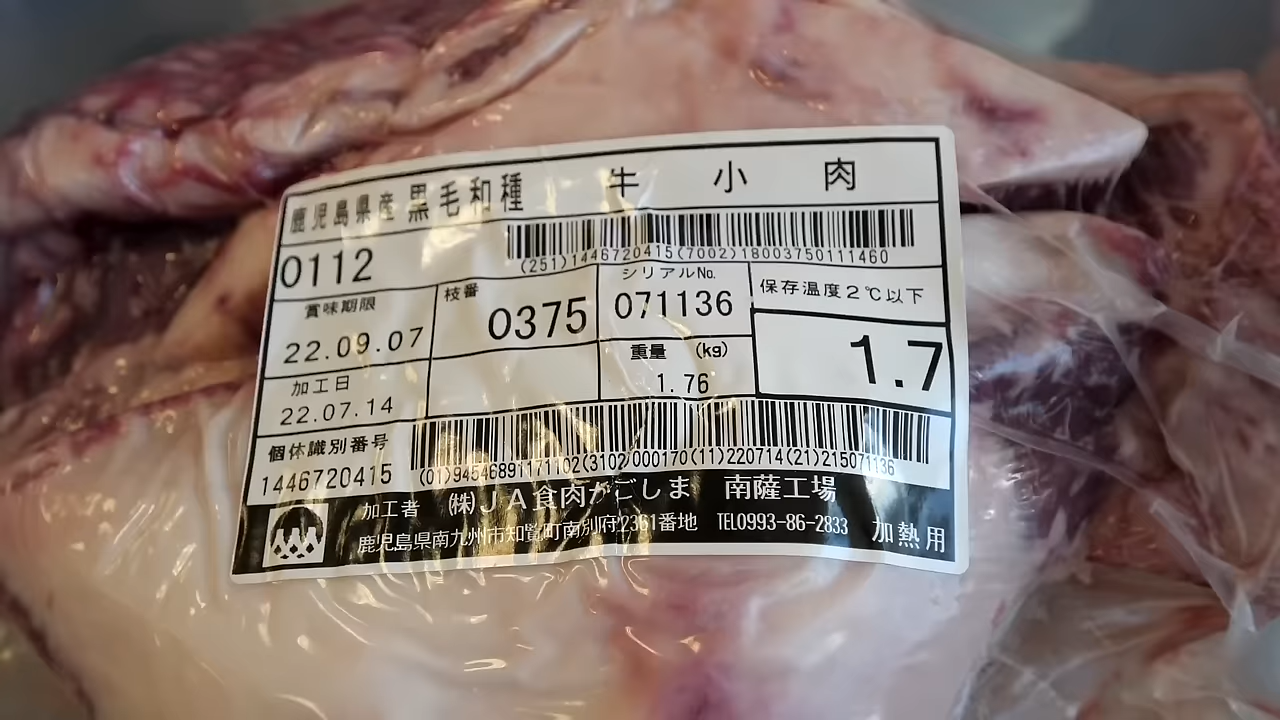 鹿児島県産 黒毛和種 牛 小 肉
0112
(251)1446720415(7002)18003750111460
賞味期限
22.09.07
枝番
0375
シリアルNo.
071136
保存温度2℃以下
重量 (kg)
1.76
1.7
加工日
22.07.14
個体識別番号
1446720415
(01)94546891171102(3102)000170(11)220714(21)215071136
加工者 (株)JA食肉かごしま 南薩工場
鹿児島県南九州市知覧町南別府2361番地 TEL0993-86-2833 加熱用